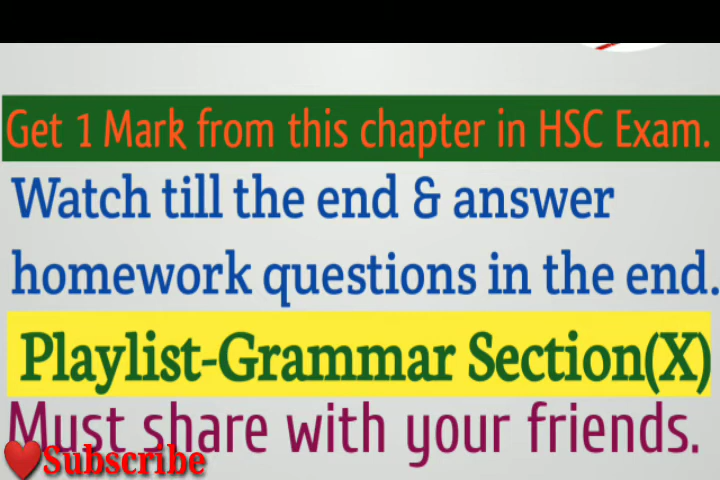 Get 1 Mark from this chapter in HSC Exam.
Watch till the end & answer
homework questions in the end.
Playlist-Grammar Section(X)
Must share with your friends.
❤️Subscribe